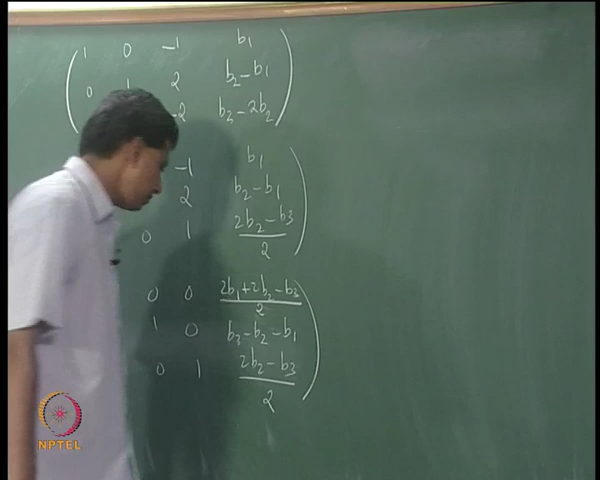 1 0 -1 b₁
0 1 2 b₂ - b₁
-2 b₃ - 2b₂
-1 b₁
2 b₂ - b₁
0 1 (2b₂ - b₃)/2
0 0 (2b₁ + 2b₂ - b₃)/2
1 0 b₃ - b₂ - b₁
0 1 (2b₂ - b₃)/2
NPTEL